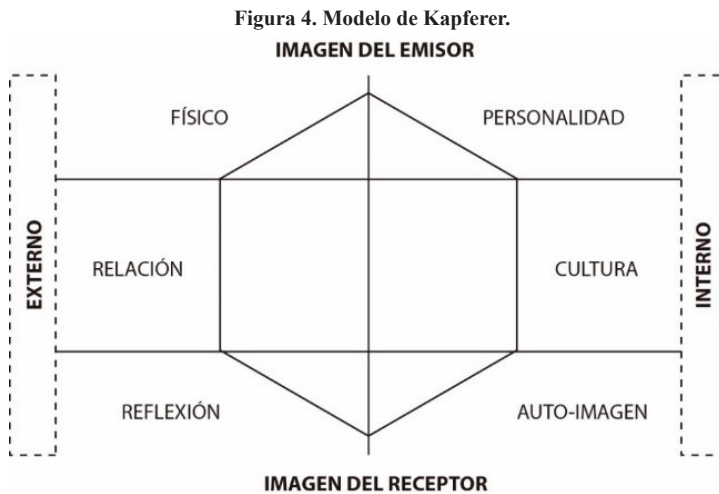 Figura 4. Modelo de Kapferer.
IMAGEN DEL EMISOR
FÍSICO
PERSONALIDAD
EXTERNO
RELACIÓN
CULTURA
INTERNO
REFLEXIÓN
AUTO-IMAGEN
IMAGEN DEL RECEPTOR